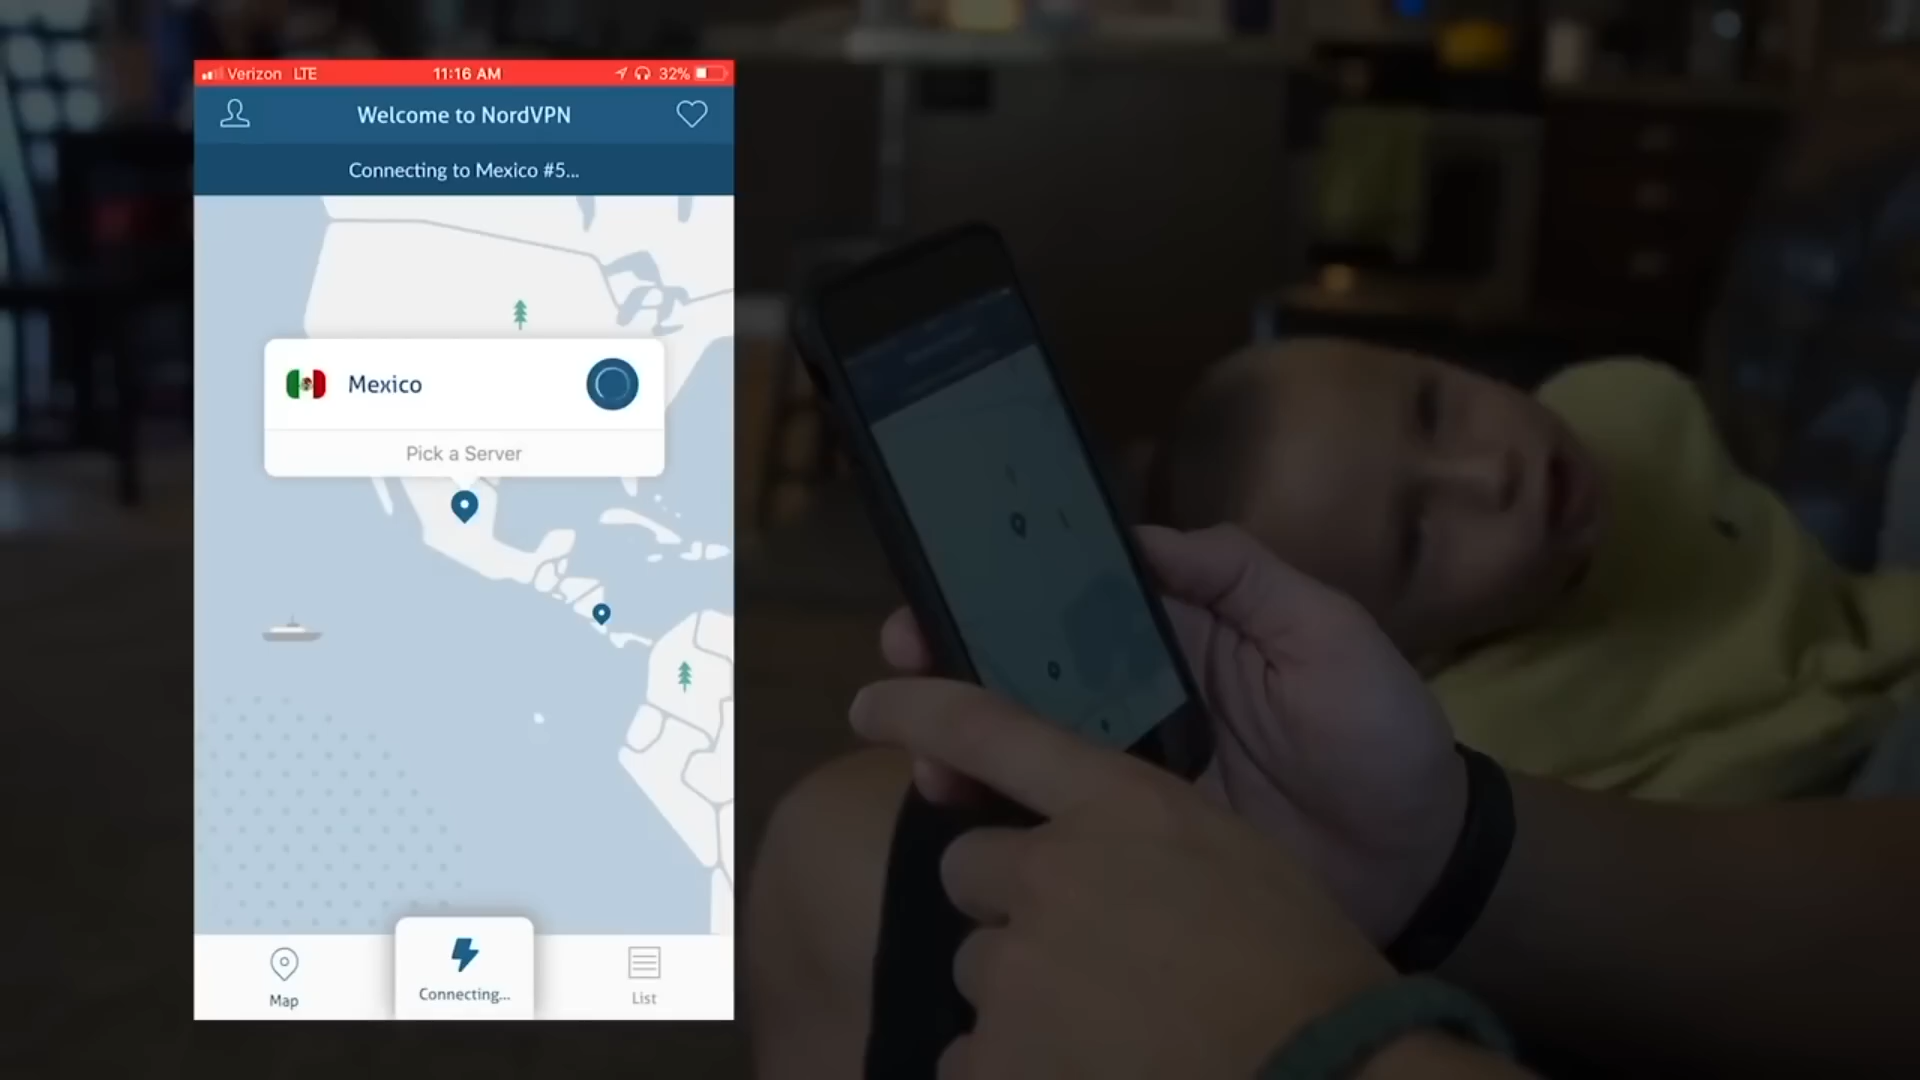 Verizon LTE 11:16 AM 32%
Welcome to NordVPN
Connecting to Mexico #5...
Mexico
Pick a Server
Map
Connecting...
List